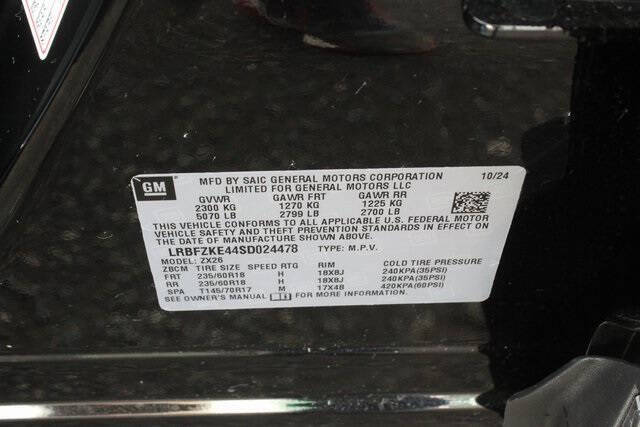 GM
MFD BY SAIC GENERAL MOTORS CORPORATION 10/24
LIMITED FOR GENERAL MOTORS LLC
GVWR GAWR FRT GAWR RR
2300 KG 1270 KG 1225 KG
5070 LB 2799 LB 2700 LB
THIS VEHICLE CONFORMS TO ALL APPLICABLE U.S. FEDERAL MOTOR
VEHICLE SAFETY AND THEFT PREVENTION STANDARDS IN EFFECT ON
THE DATE OF MANUFACTURE SHOWN ABOVE.
LRBFZKE44SD024478 TYPE: M.P.V.
MODEL: ZX26
ZBCM TIRE SIZE SPEED RTG RIM COLD TIRE PRESSURE
FRT 235/60R18 H 18X8J 240KPA(35PSI)
RR 235/60R18 H 18X8J 240KPA(35PSI)
SPA T145/70R17 M 17X4B 420KPA(60PSI)
SEE OWNER'S MANUAL FOR ADDITIONAL INFORMATION.